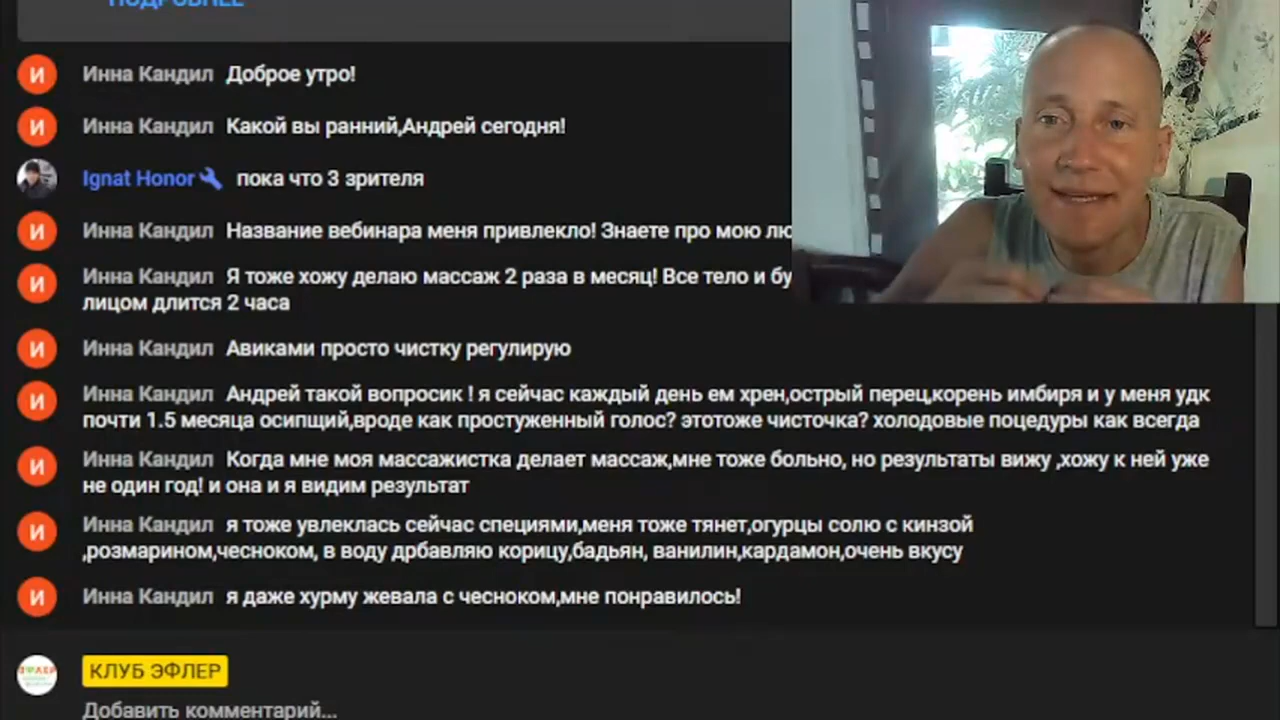 ПОДРОБНЕЕ
И Инна Кандил Доброе утро!
И Инна Кандил Какой вы ранний,Андрей сегодня!
Ignat Honor пока что 3 зрителя
И Инна Кандил Название вебинара меня привлекло! Знаете про мою лю
И Инна Кандил Я тоже хожу делаю массаж 2 раза в месяц! Все тело и бу
лицом длится 2 часа
И Инна Кандил Авиками просто чистку регулирую
И Инна Кандил Андрей такой вопросик ! я сейчас каждый день ем хрен,острый перец,корень имбиря и у меня удк
почти 1.5 месяца осипщий,вроде как простуженный голос? этотоже чисточка? холодовые поцедуры как всегда
И Инна Кандил Когда мне моя массажистка делает массаж,мне тоже больно, но результаты вижу ,хожу к ней уже
не один год! и она и я видим результат
И Инна Кандил я тоже увлеклась сейчас специями,меня тоже тянет,огурцы солю с кинзой
,розмарином,чесноком, в воду дрбавляю корицу,бадьян, ванилин,кардамон,очень вкусу
И Инна Кандил я даже хурму жевала с чесноком,мне понравилось!
КЛУБ ЭФЛЕР
Добавить комментарий...